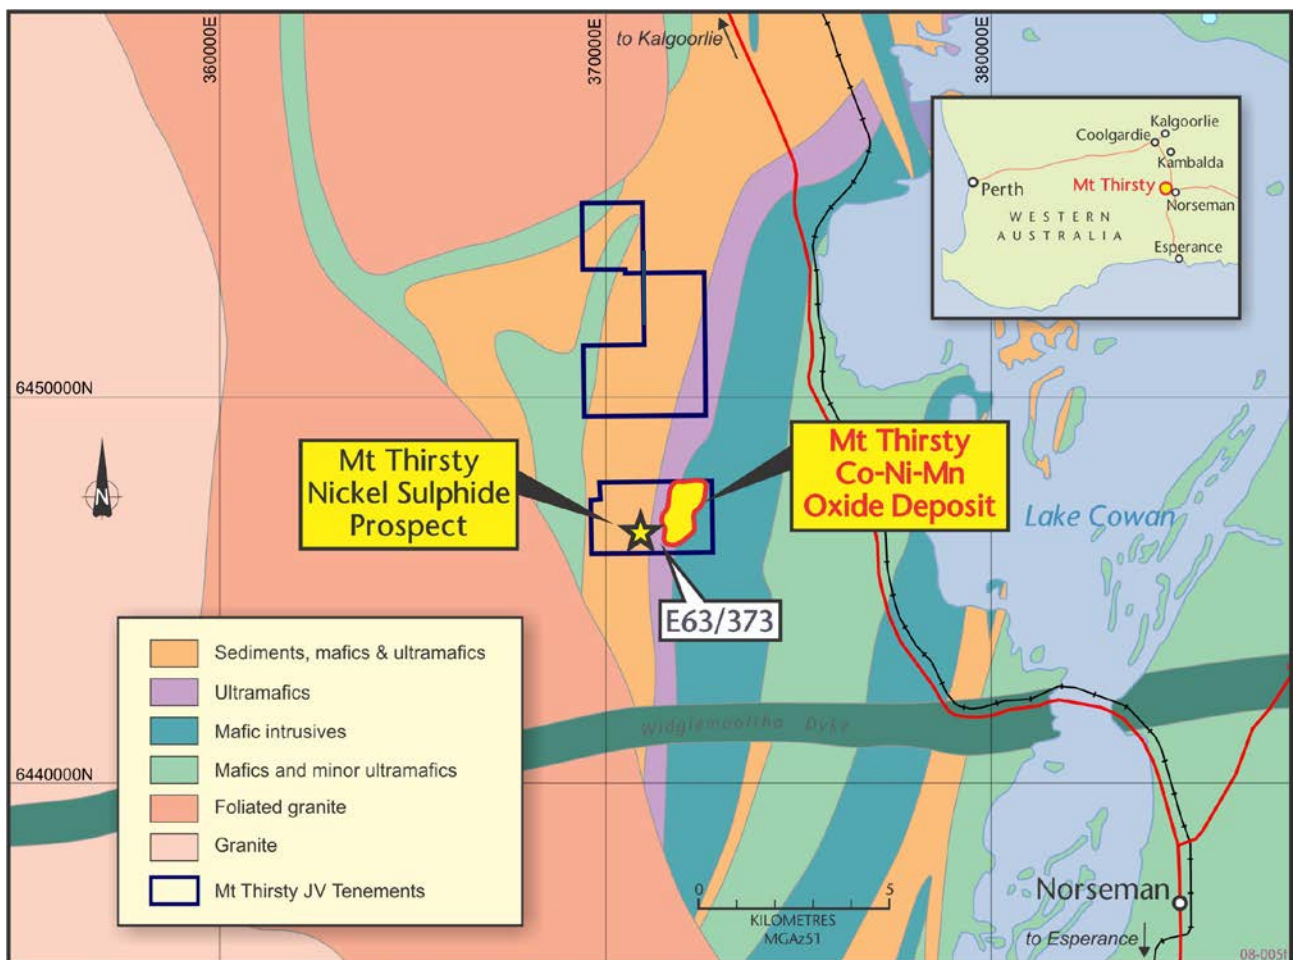 360000E
370000E
380000E
to Kalgoorlie
Kalgoorlie
Coolgardie
Kambalda
Perth
Mt Thirsty
Norseman
WESTERN
AUSTRALIA
Esperance
6450000N
Mt Thirsty
Nickel Sulphide
Prospect
Mt Thirsty
Co-Ni-Mn
Oxide Deposit
N
Lake Cowan
E63/373
Sediments, mafics & ultramafics
Ultramafics
Mafic intrusives
Mafics and minor ultramafics
Foliated granite
Granite
Mt Thirsty JV Tenements
Widgiemooltha Dyke
6440000N
0 5
KILOMETRES
MGAz51
Norseman
to Esperance